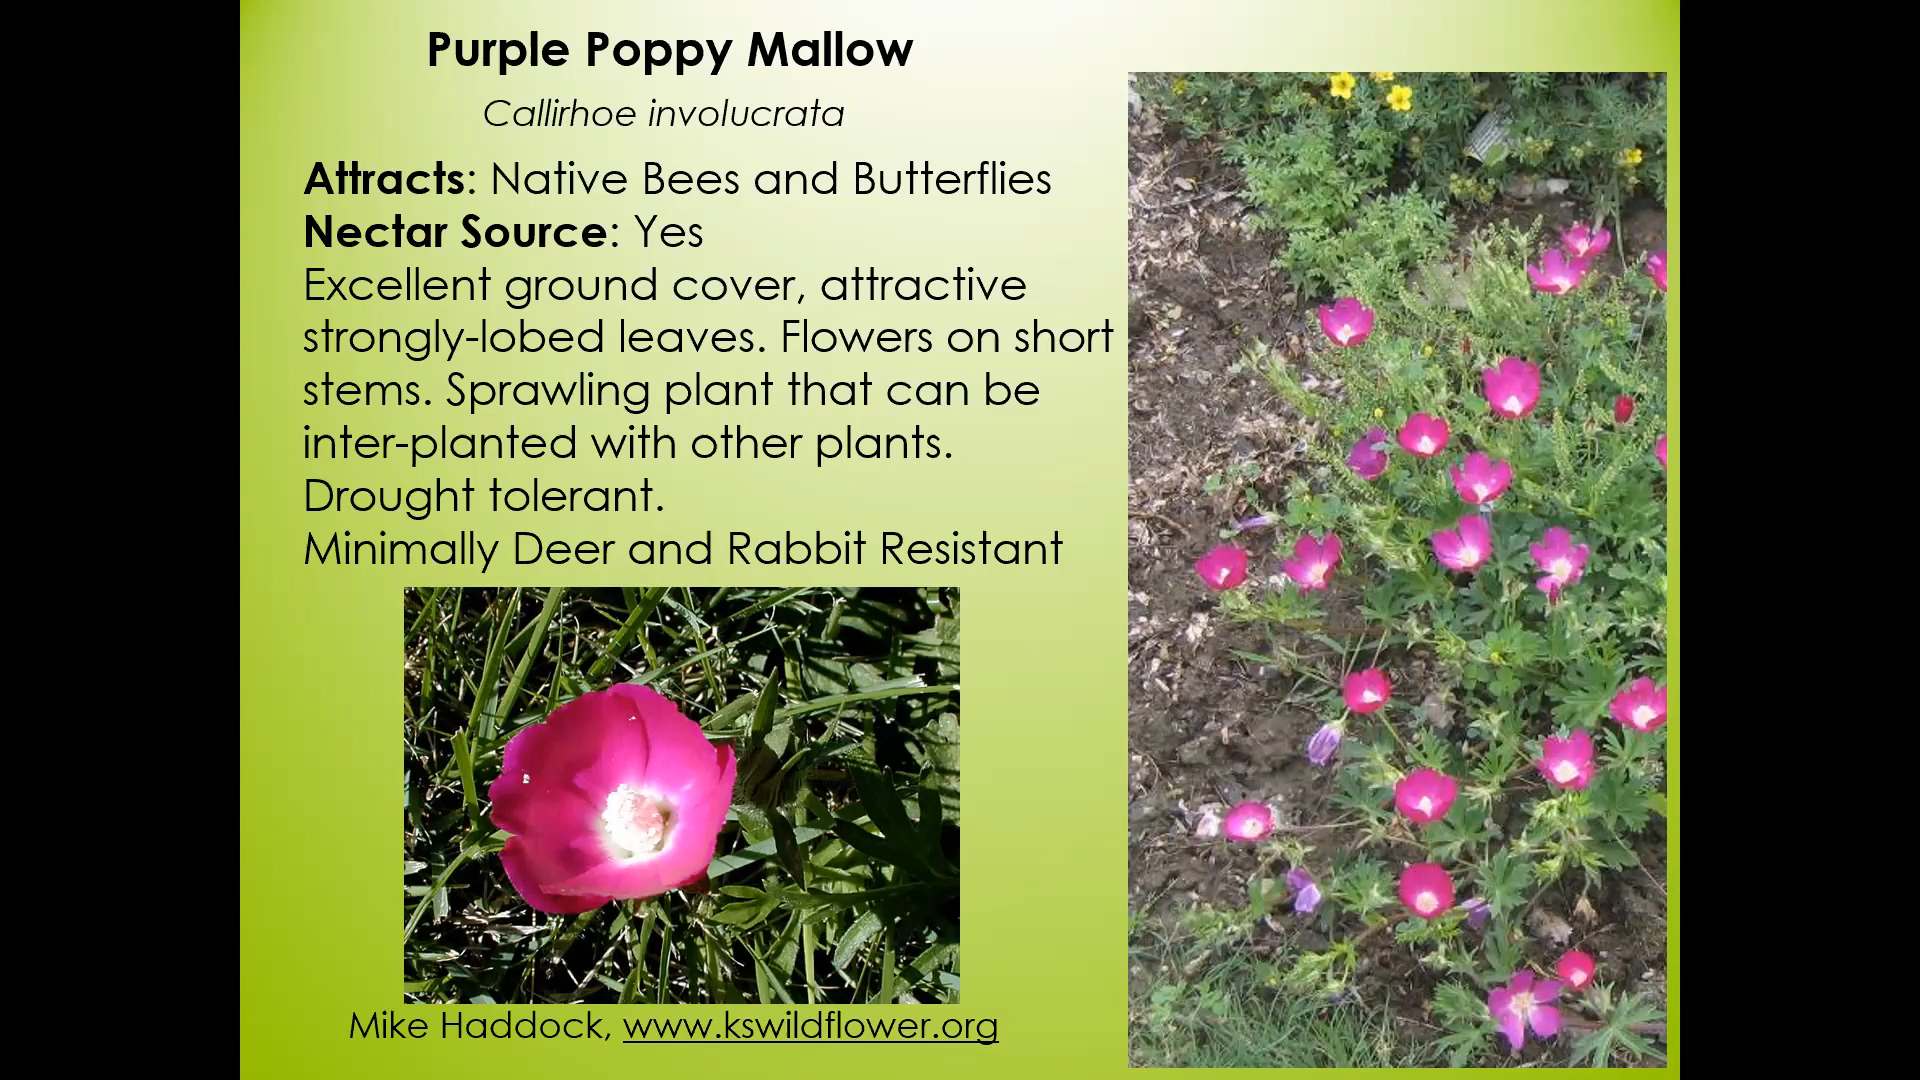 Purple Poppy Mallow
Callirhoe involucrata
Attracts: Native Bees and Butterflies
Nectar Source: Yes
Excellent ground cover, attractive
strongly-lobed leaves. Flowers on short
stems. Sprawling plant that can be
inter-planted with other plants.
Drought tolerant.
Minimally Deer and Rabbit Resistant
Mike Haddock, www.kswildflower.org